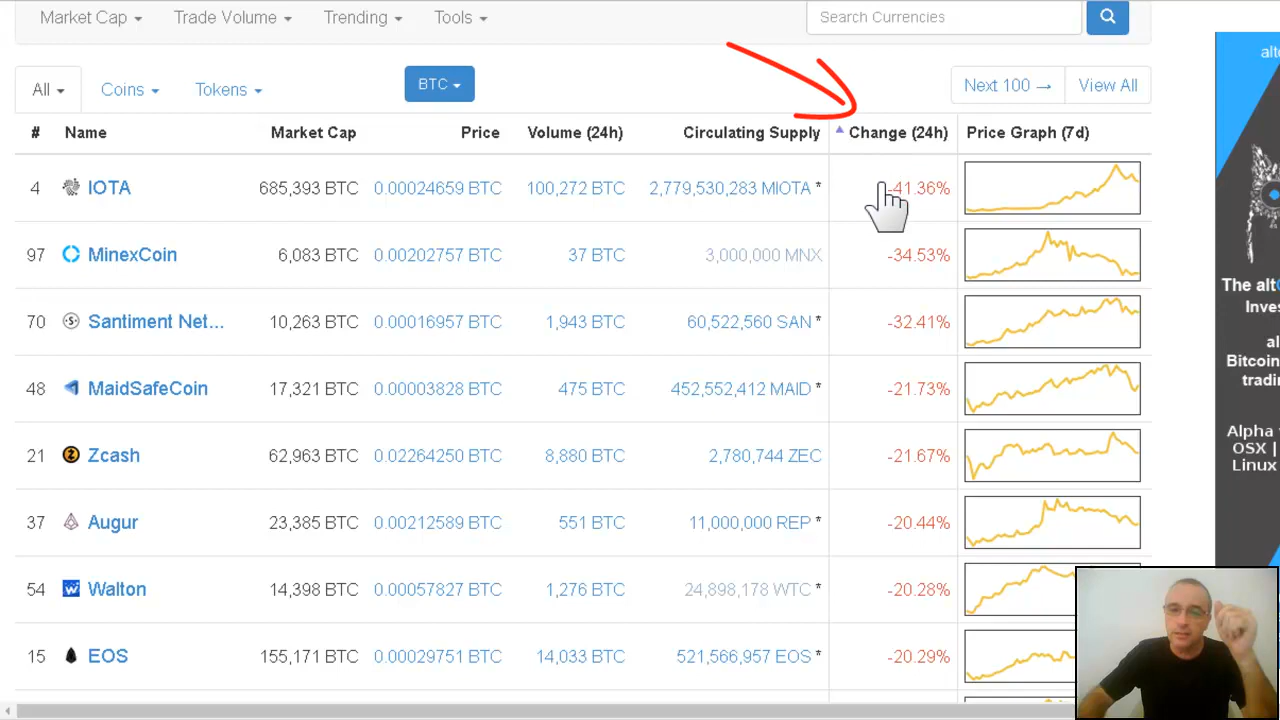 Market Cap Trade Volume Trending Tools Search Currencies
All Coins Tokens BTC Next 100 → View All
# Name Market Cap Price Volume (24h) Circulating Supply Change (24h) Price Graph (7d)
4 IOTA 685,393 BTC 0.00024659 BTC 100,272 BTC 2,779,530,283 MIOTA * -41.36%
97 MinexCoin 6,083 BTC 0.00202757 BTC 37 BTC 3,000,000 MNX -34.53%
70 Santiment Net... 10,263 BTC 0.00016957 BTC 1,943 BTC 60,522,560 SAN * -32.41%
48 MaidSafeCoin 17,321 BTC 0.00003828 BTC 475 BTC 452,552,412 MAID * -21.73%
21 Zcash 62,963 BTC 0.02264250 BTC 8,880 BTC 2,780,744 ZEC -21.67%
37 Augur 23,385 BTC 0.00212589 BTC 551 BTC 11,000,000 REP * -20.44%
54 Walton 14,398 BTC 0.00057827 BTC 1,276 BTC 24,898,178 WTC * -20.28%
15 EOS 155,171 BTC 0.00029751 BTC 14,033 BTC 521,566,957 EOS * -20.29%
The alt
Inves
al
Bitcoin
tradi
Alpha
OSX |
Linux